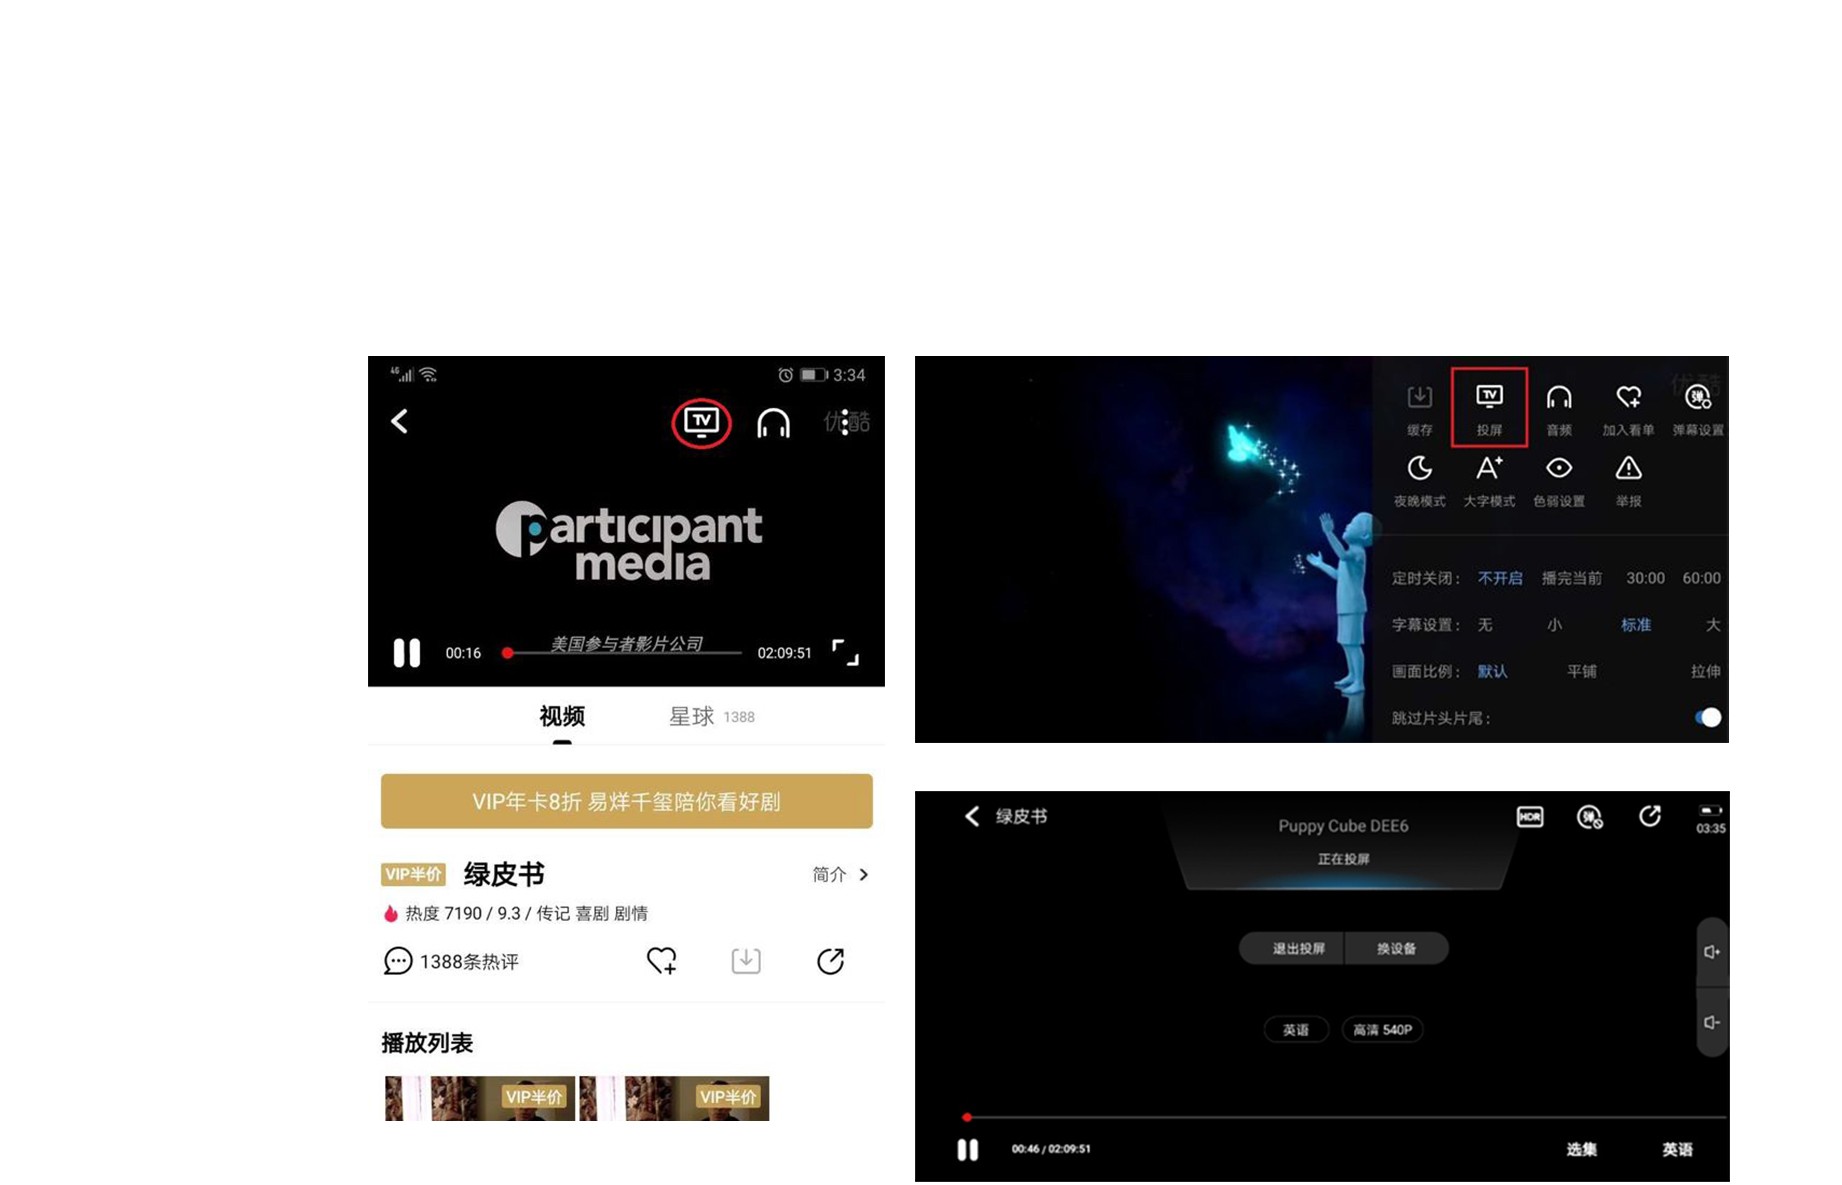 4G
3:34
TV
优酷
participant
media
美国参与者影片公司
00:16
02:09:51
视频
星球 1388
VIP年卡8折 易烊千玺陪你看好剧
VIP半价 绿皮书 简介
热度 7190 / 9.3 / 传记 喜剧 剧情
1388条热评
播放列表
VIP半价 VIP半价
优酷
TV 弹
缓存 投屏 音频 加入看单 弹幕设置
A+
夜晚模式 大字模式 色弱设置 举报
定时关闭： 不开启 播完当前 30:00 60:00
字幕设置： 无 小 标准 大
画面比例： 默认 平铺 拉伸
跳过片头片尾：
绿皮书
Puppy Cube DEE6
正在投屏
HDR 弹
03:35
退出投屏 换设备
英语 高清 540P
00:46 / 02:09:51
选集 英语